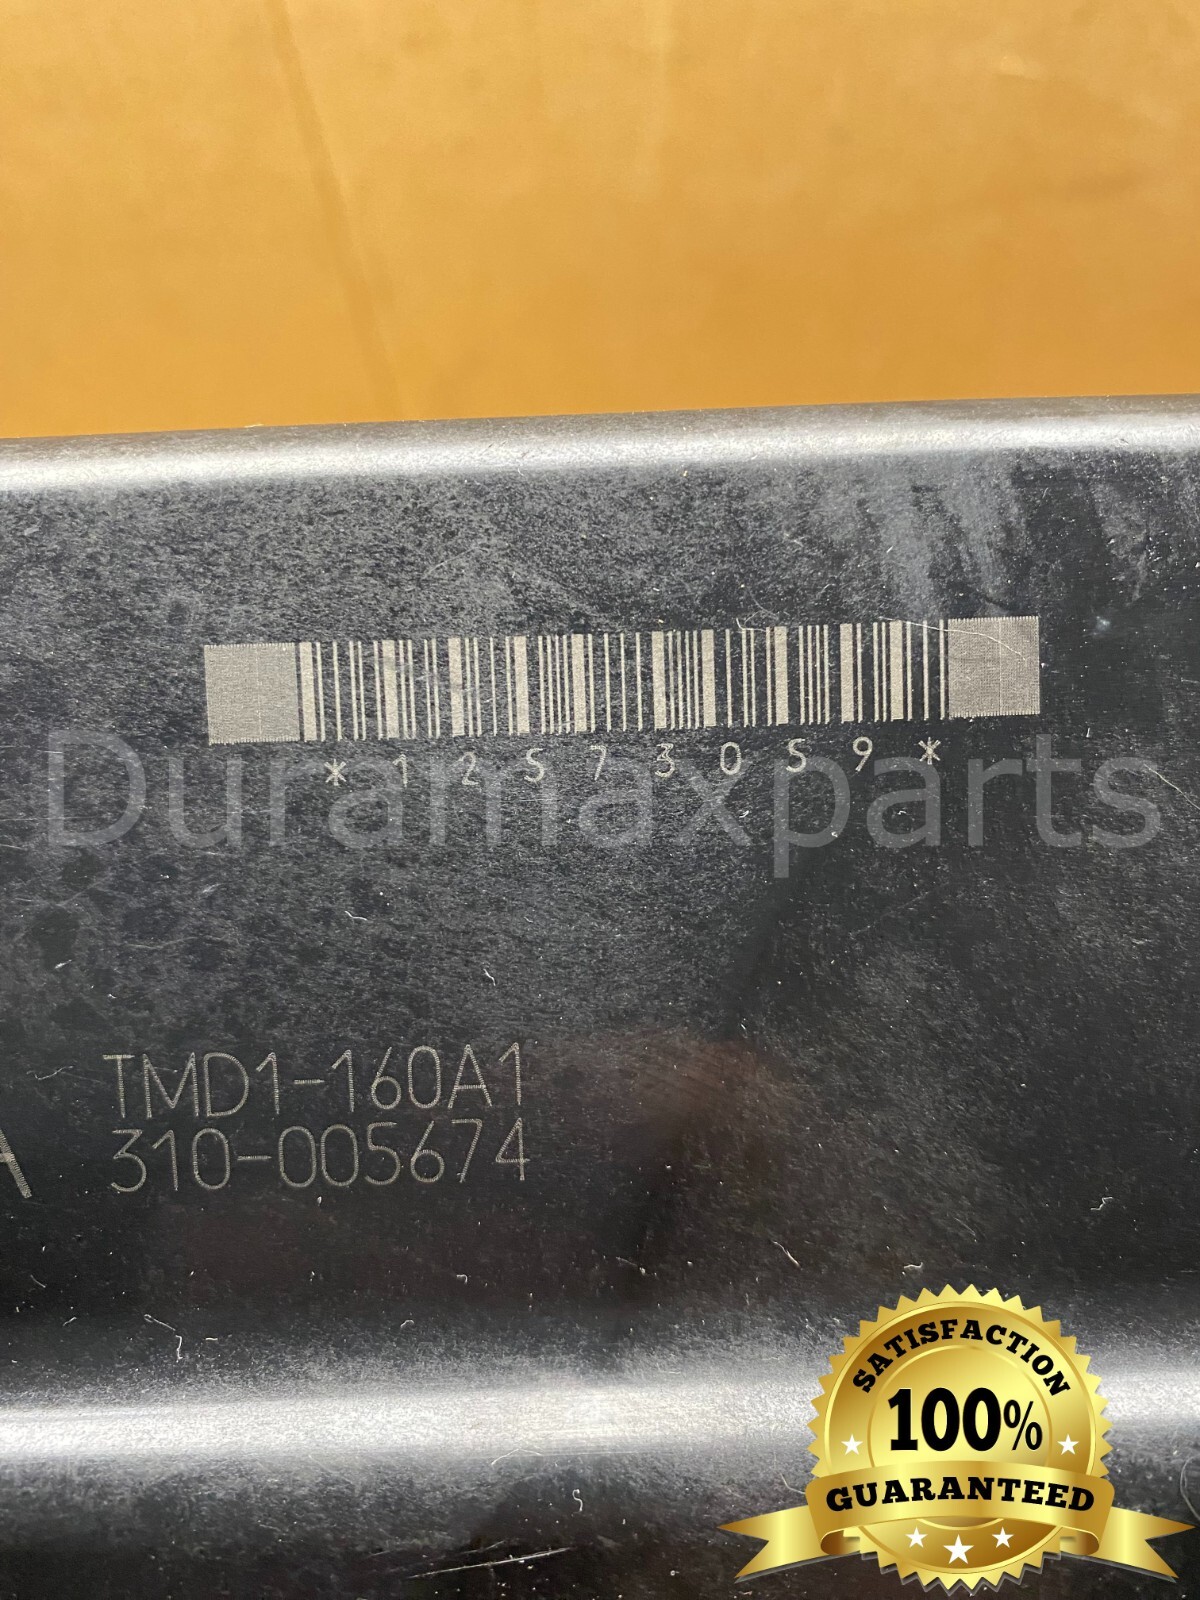 *12573059*
Duramaxparts
TMD1-160A1
A 310-005674
SATISFACTION
100%
GUARANTEED